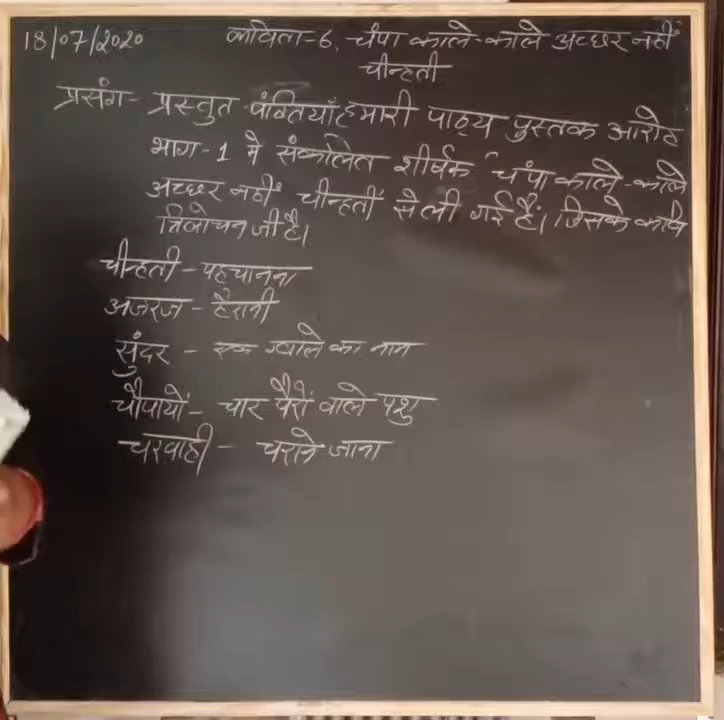 18/07/2020 कविता-6. चंपा काले-काले अच्छर नहीं
चीन्हती
प्रसंग- प्रस्तुत पंक्तियाँ हमारी पाठ्य पुस्तक आरोह
भाग-1 में संकलित शीर्षक चंपा काले-काले
अच्छर नहीं चीन्हतीं से ली गई हैं। जिसके कवि
त्रिलोचन जी है।
चीन्हती - पहचानना
अजरज - हैरानी
सुंदर - एक ग्वाले का नाम
चौपायों - चार पैरों वाले पशु
चरवाही - चराने जाना